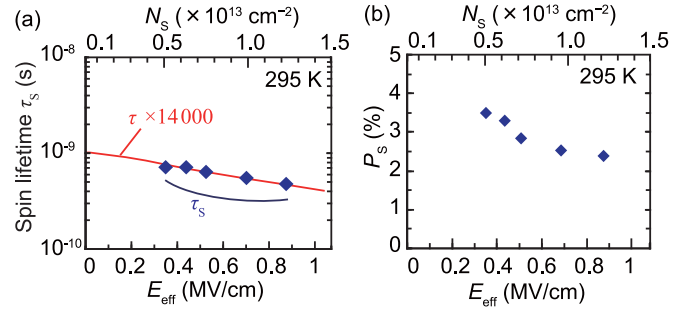 (a)
N_S (× 10^13 cm^−2)
0.1 0.5 1.0 1.5
Spin lifetime τ_S (s)
10^-8
10^-9
10^-10
295 K
τ ×14 000
τ_S
0 0.2 0.4 0.6 0.8 1
E_eff (MV/cm)
(b)
N_S (× 10^13 cm^−2)
0.2 0.5 1.0 1.5
P_S (%)
5
4
3
2
1
0
295 K
0 0.2 0.4 0.6 0.8 1
E_eff (MV/cm)